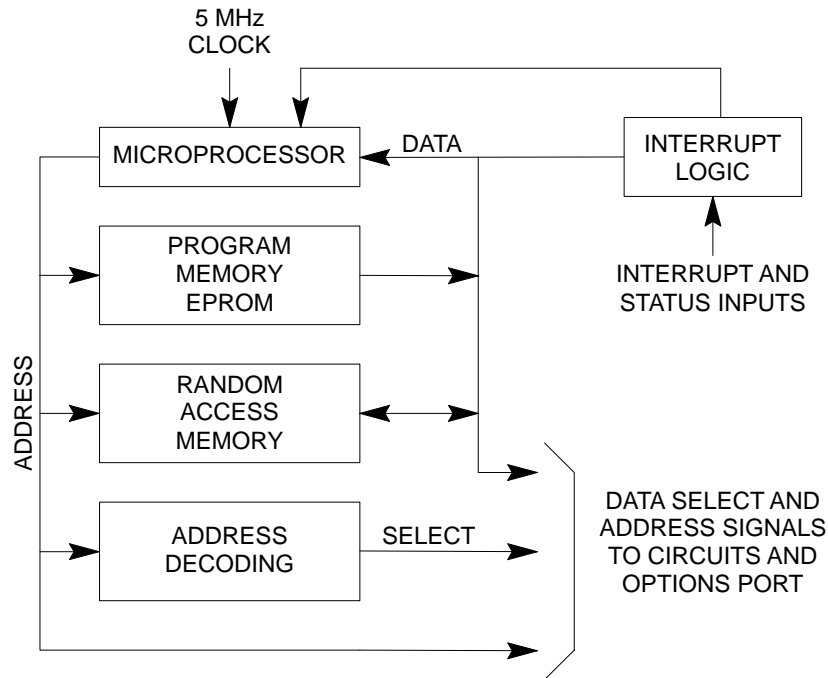 5 MHz
CLOCK
MICROPROCESSOR
DATA
INTERRUPT
LOGIC
PROGRAM
MEMORY
EPROM
INTERRUPT AND
STATUS INPUTS
ADDRESS
RANDOM
ACCESS
MEMORY
ADDRESS
DECODING
SELECT
DATA SELECT AND
ADDRESS SIGNALS
TO CIRCUITS AND
OPTIONS PORT